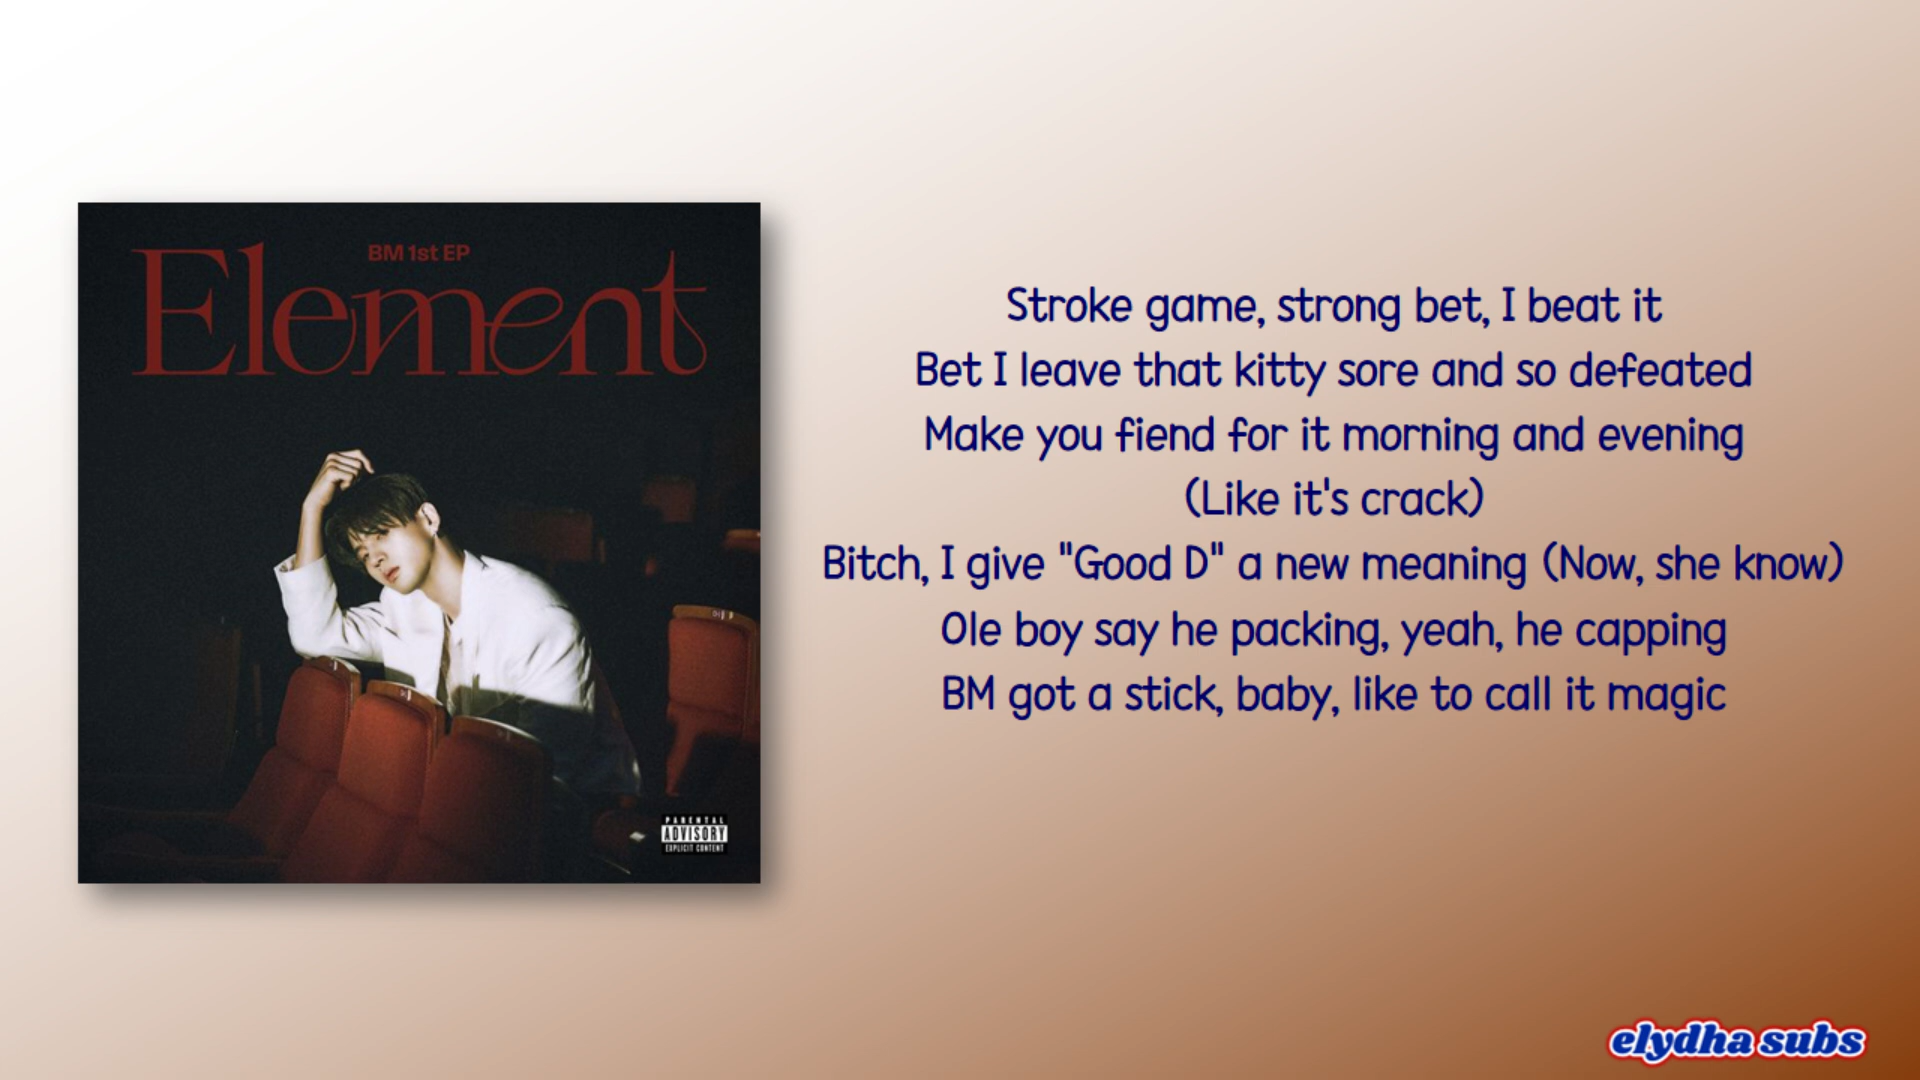 BM 1st EP
Element
PARENTAL
ADVISORY
EXPLICIT CONTENT
Stroke game, strong bet, I beat it
Bet I leave that kitty sore and so defeated
Make you fiend for it morning and evening
(Like it's crack)
Bitch, I give "Good D" a new meaning (Now, she know)
Ole boy say he packing, yeah, he capping
BM got a stick, baby, like to call it magic
elydha subs